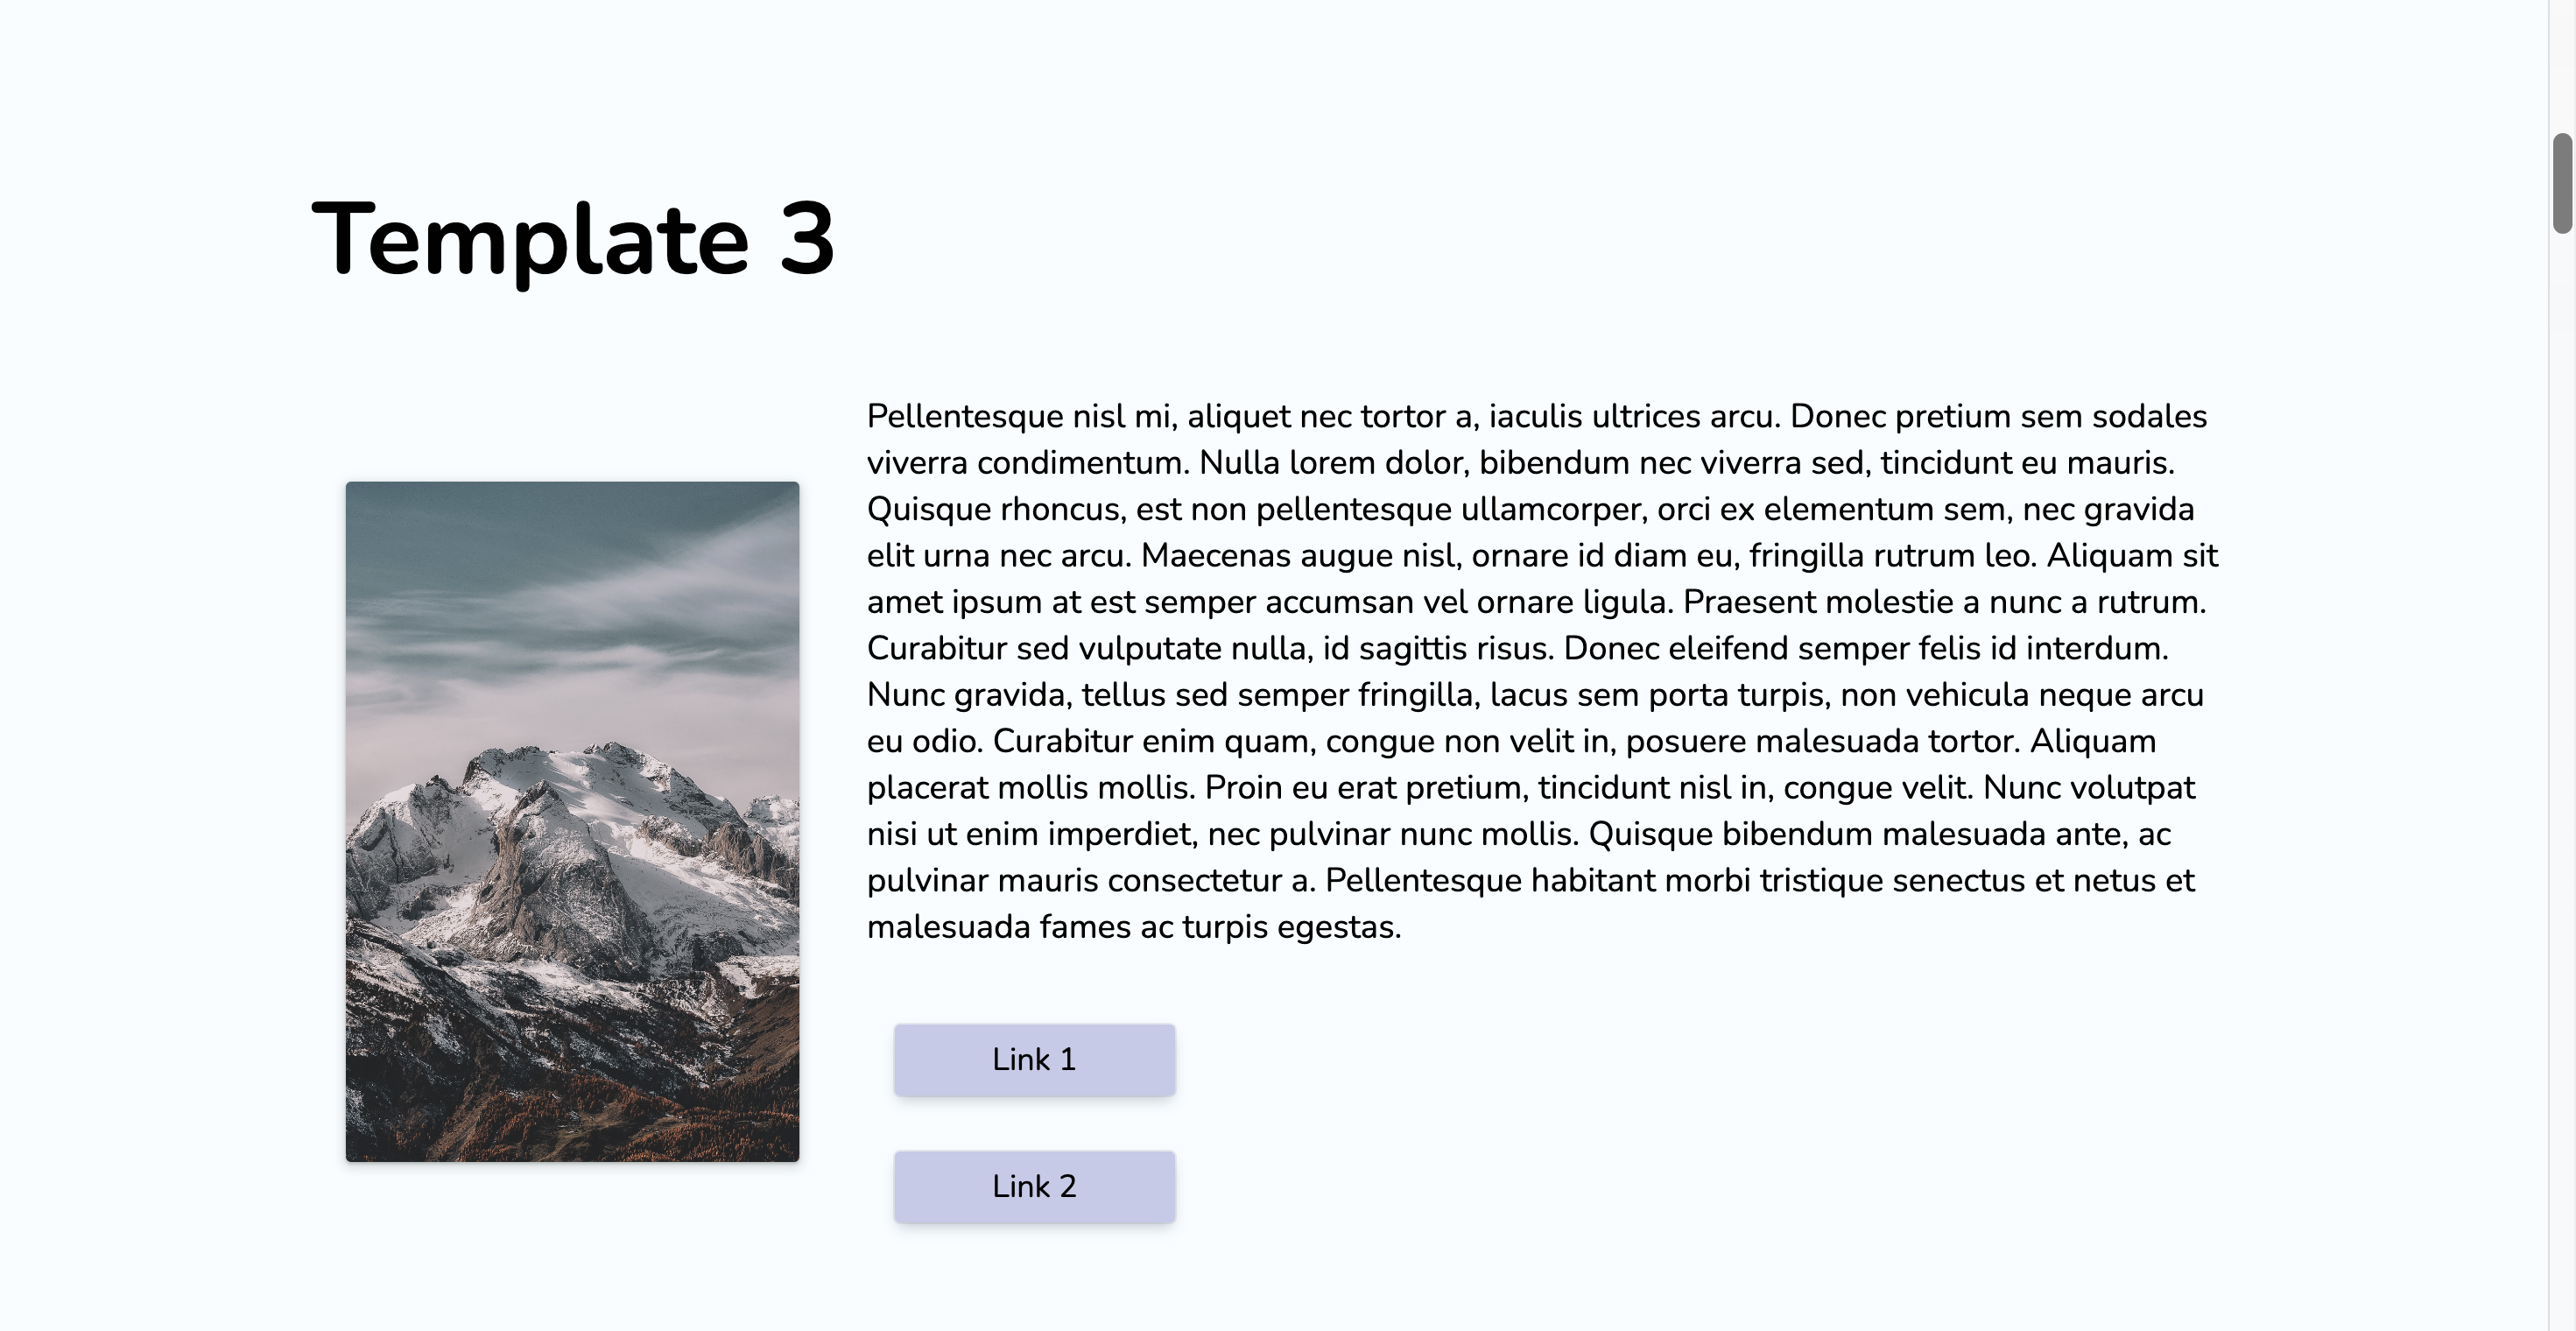 Template 3
Pellentesque nisl mi, aliquet nec tortor a, iaculis ultrices arcu. Donec pretium sem sodales
viverra condimentum. Nulla lorem dolor, bibendum nec viverra sed, tincidunt eu mauris.
Quisque rhoncus, est non pellentesque ullamcorper, orci ex elementum sem, nec gravida
elit urna nec arcu. Maecenas augue nisl, ornare id diam eu, fringilla rutrum leo. Aliquam sit
amet ipsum at est semper accumsan vel ornare ligula. Praesent molestie a nunc a rutrum.
Curabitur sed vulputate nulla, id sagittis risus. Donec eleifend semper felis id interdum.
Nunc gravida, tellus sed semper fringilla, lacus sem porta turpis, non vehicula neque arcu
eu odio. Curabitur enim quam, congue non velit in, posuere malesuada tortor. Aliquam
placerat mollis mollis. Proin eu erat pretium, tincidunt nisl in, congue velit. Nunc volutpat
nisi ut enim imperdiet, nec pulvinar nunc mollis. Quisque bibendum malesuada ante, ac
pulvinar mauris consectetur a. Pellentesque habitant morbi tristique senectus et netus et
malesuada fames ac turpis egestas.
Link 1
Link 2